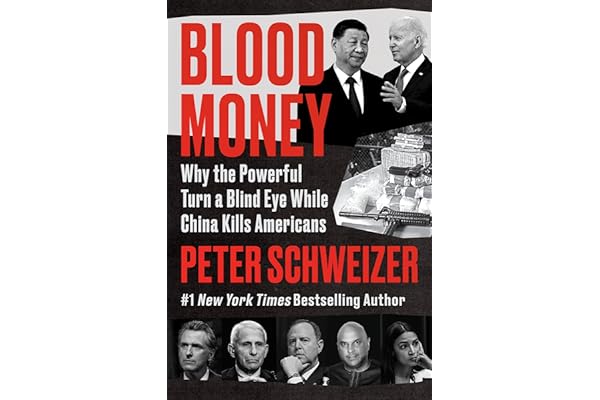 BLOOD
MONEY
Why the Powerful
Turn a Blind Eye While
China Kills Americans
PETER SCHWEIZER
#1 New York Times Bestselling Author